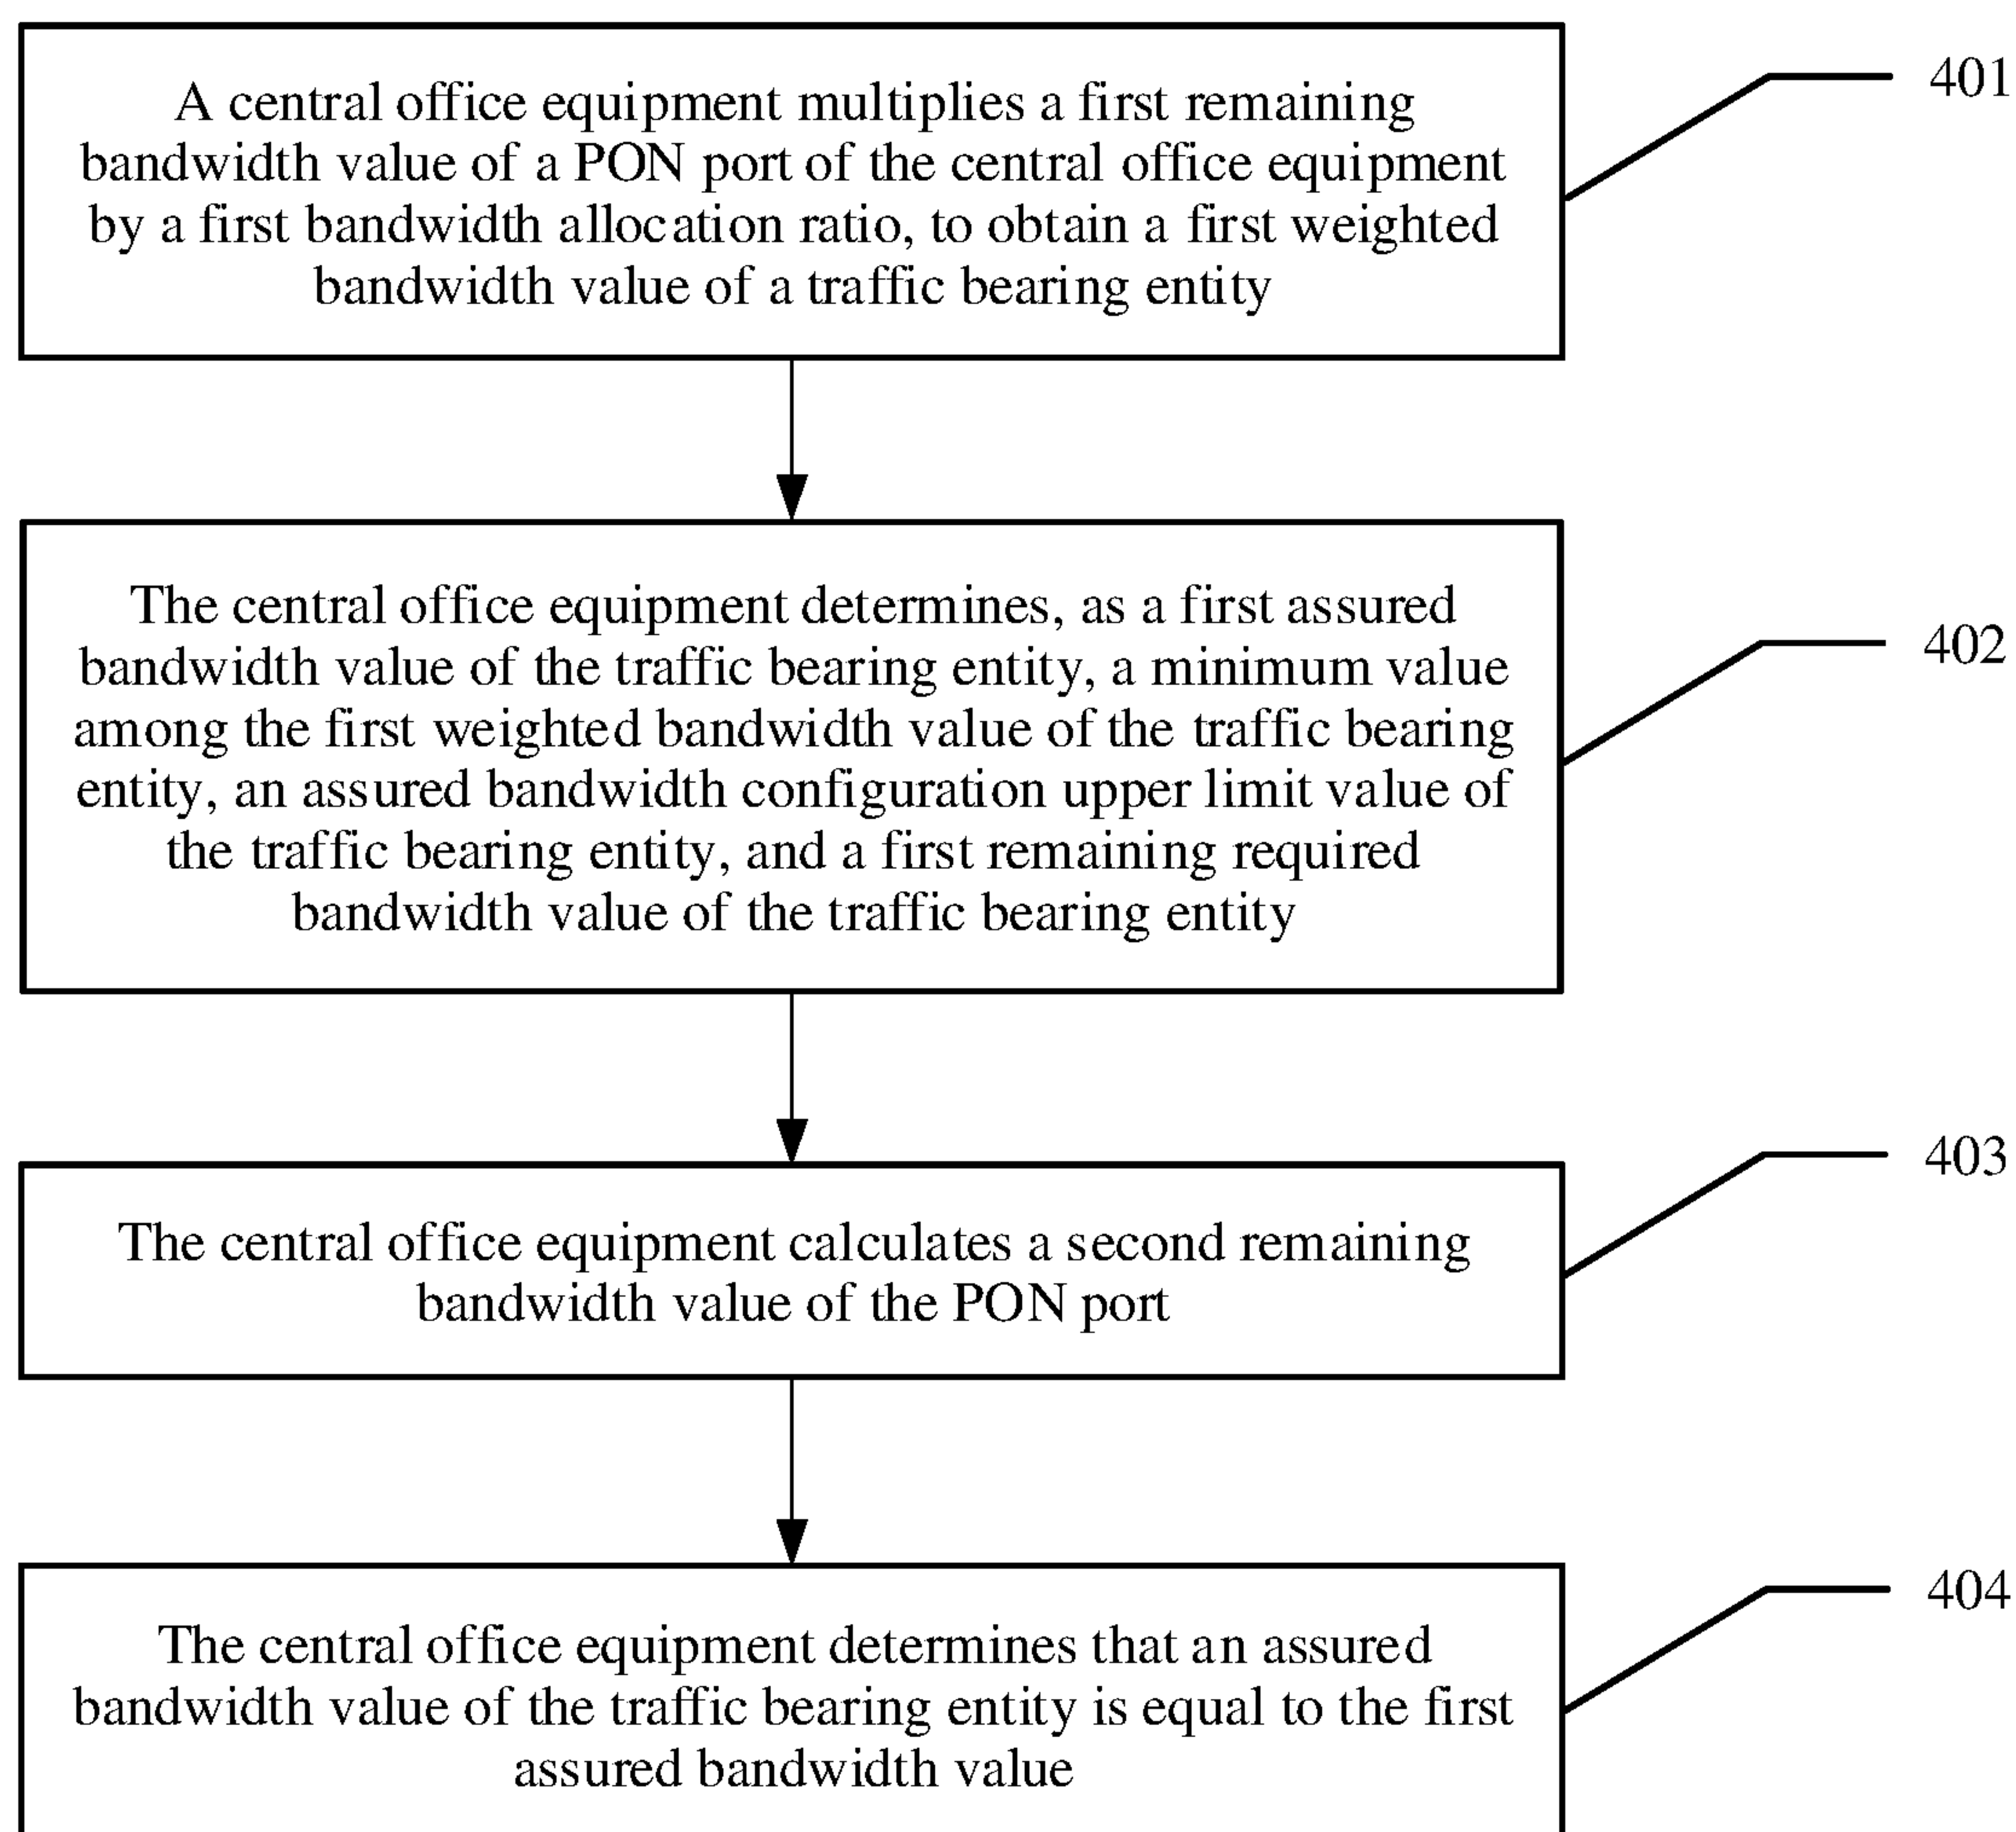 A central office equipment multiplies a first remaining
bandwidth value of a PON port of the central office equipment
by a first bandwidth allocation ratio, to obtain a first weighted
bandwidth value of a traffic bearing entity
401
The central office equipment determines, as a first assured
bandwidth value of the traffic bearing entity, a minimum value
among the first weighted bandwidth value of the traffic bearing
entity, an assured bandwidth configuration upper limit value of
the traffic bearing entity, and a first remaining required
bandwidth value of the traffic bearing entity
402
The central office equipment calculates a second remaining
bandwidth value of the PON port
403
The central office equipment determines that an assured
bandwidth value of the traffic bearing entity is equal to the first
assured bandwidth value
404